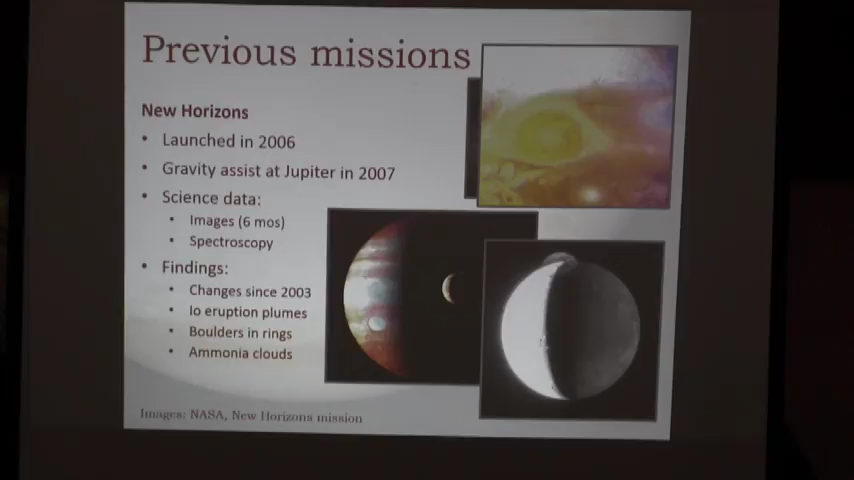 Previous missions
New Horizons
• Launched in 2006
• Gravity assist at Jupiter in 2007
• Science data:
• Images (6 mos)
• Spectroscopy
• Findings:
• Changes since 2003
• Io eruption plumes
• Boulders in rings
• Ammonia clouds
Images: NASA, New Horizons mission